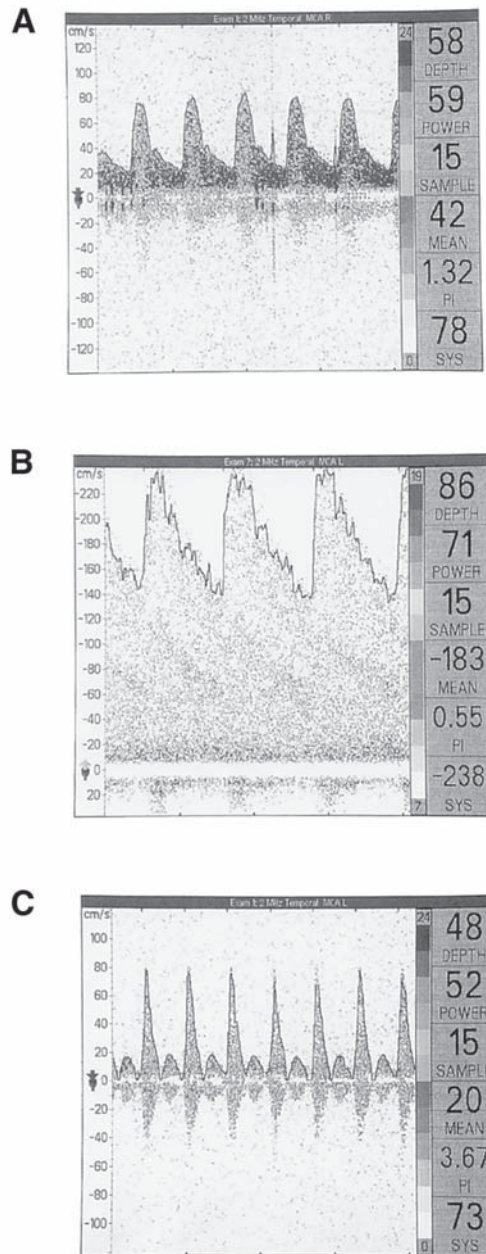 A
Exam 1: 2 MHz Temporal MCA R
cm/s
120
100
80
60
40
20
0
-20
-40
-60
-80
-100
-120
24
0
58
DEPTH
59
POWER
15
SAMPLE
42
MEAN
1.32
PI
78
SYS
B
Exam 7: 2 MHz Temporal MCA L
cm/s
-220
-200
-180
-160
-140
-120
-100
-80
-60
-40
-20
0
20
19
7
86
DEPTH
71
POWER
15
SAMPLE
-183
MEAN
0.55
PI
-238
SYS
C
Exam 1: 2 MHz Temporal MCA L
cm/s
100
80
60
40
20
0
-20
-40
-60
-80
-100
24
0
48
DEPTH
52
POWER
15
SAMPLE
20
MEAN
3.67
PI
73
SYS